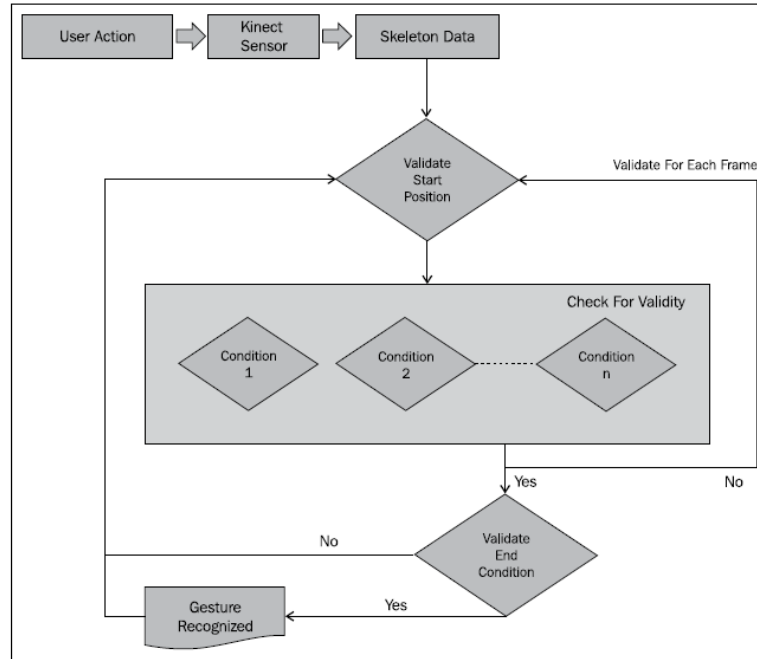 User Action
Kinect
Sensor
Skeleton Data
Validate
Start
Position
Validate For Each Frame
Check For Validity
Condition
1
Condition
2
Condition
n
Yes
No
Validate
End
Condition
No
Yes
Gesture
Recognized